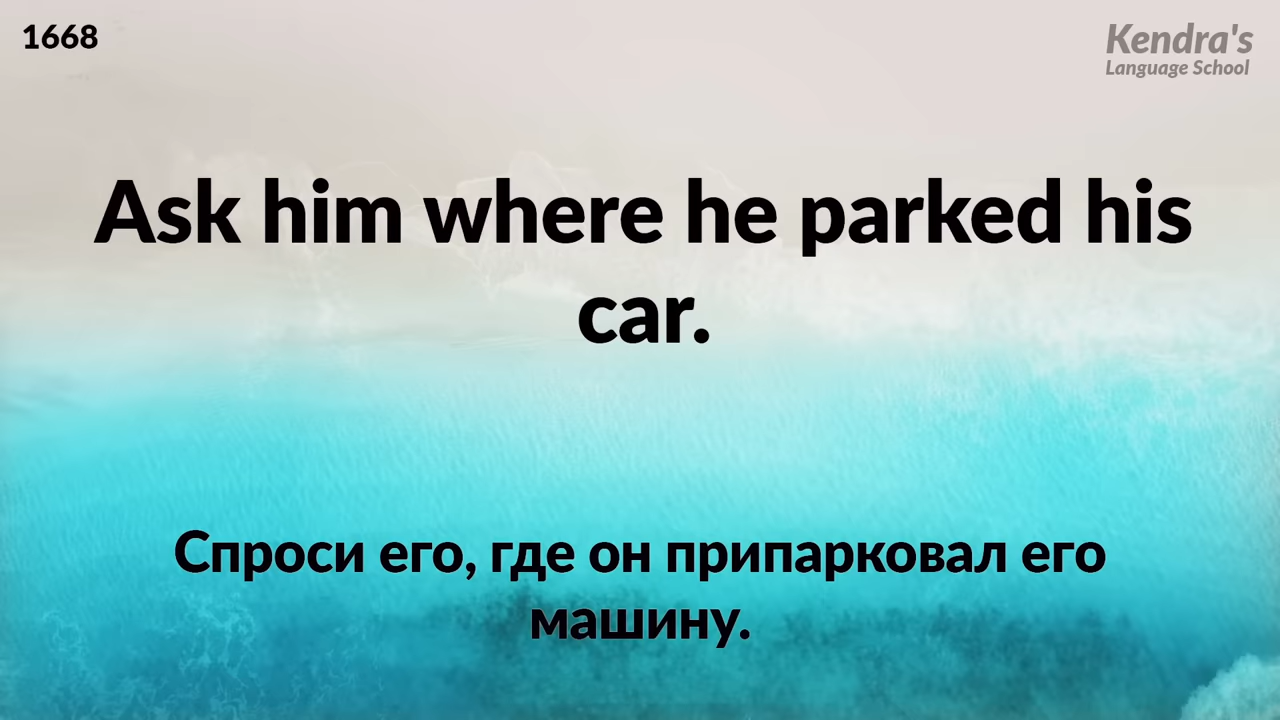 1668
Kendra's
Language School
Ask him where he parked his
car.
Спроси его, где он припарковал его
машину.